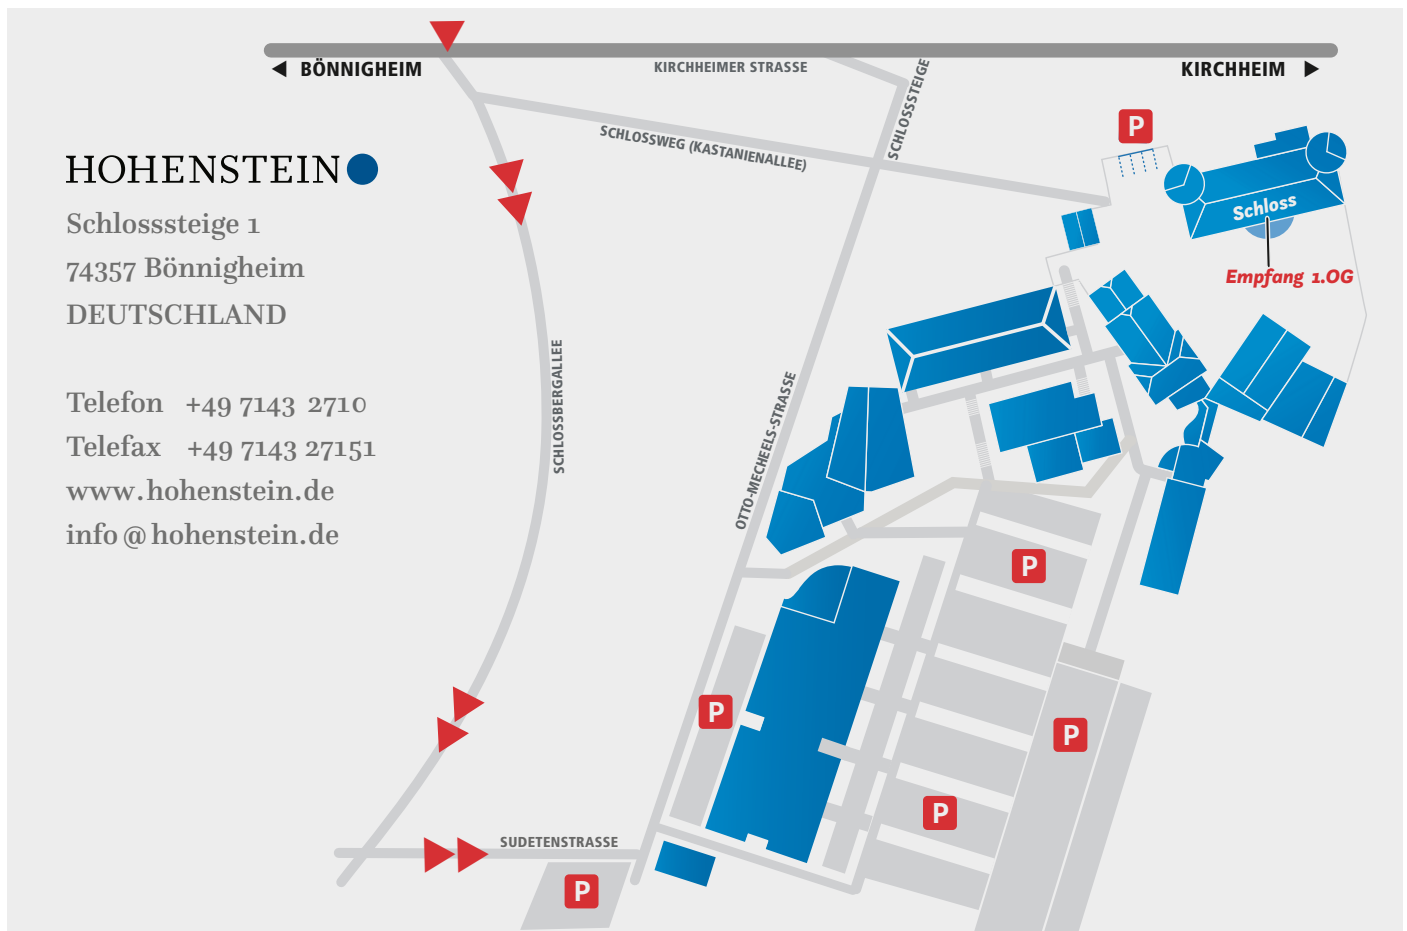 BÖNNIGHEIM
KIRCHHEIMER STRASSE
KIRCHHEIM
SCHLOSSSTEIGE
SCHLOSSWEG (KASTANIENALLEE)
P
HOHENSTEIN
Schlosssteige 1
74357 Bönnigheim
DEUTSCHLAND
Telefon +49 7143 2710
Telefax +49 7143 27151
www.hohenstein.de
info@hohenstein.de
Schloss
Empfang 1.OG
SCHLOSSBERGALLEE
OTTO-MECHEELS-STRASSE
P
P
P
P
SUDETENSTRASSE
P